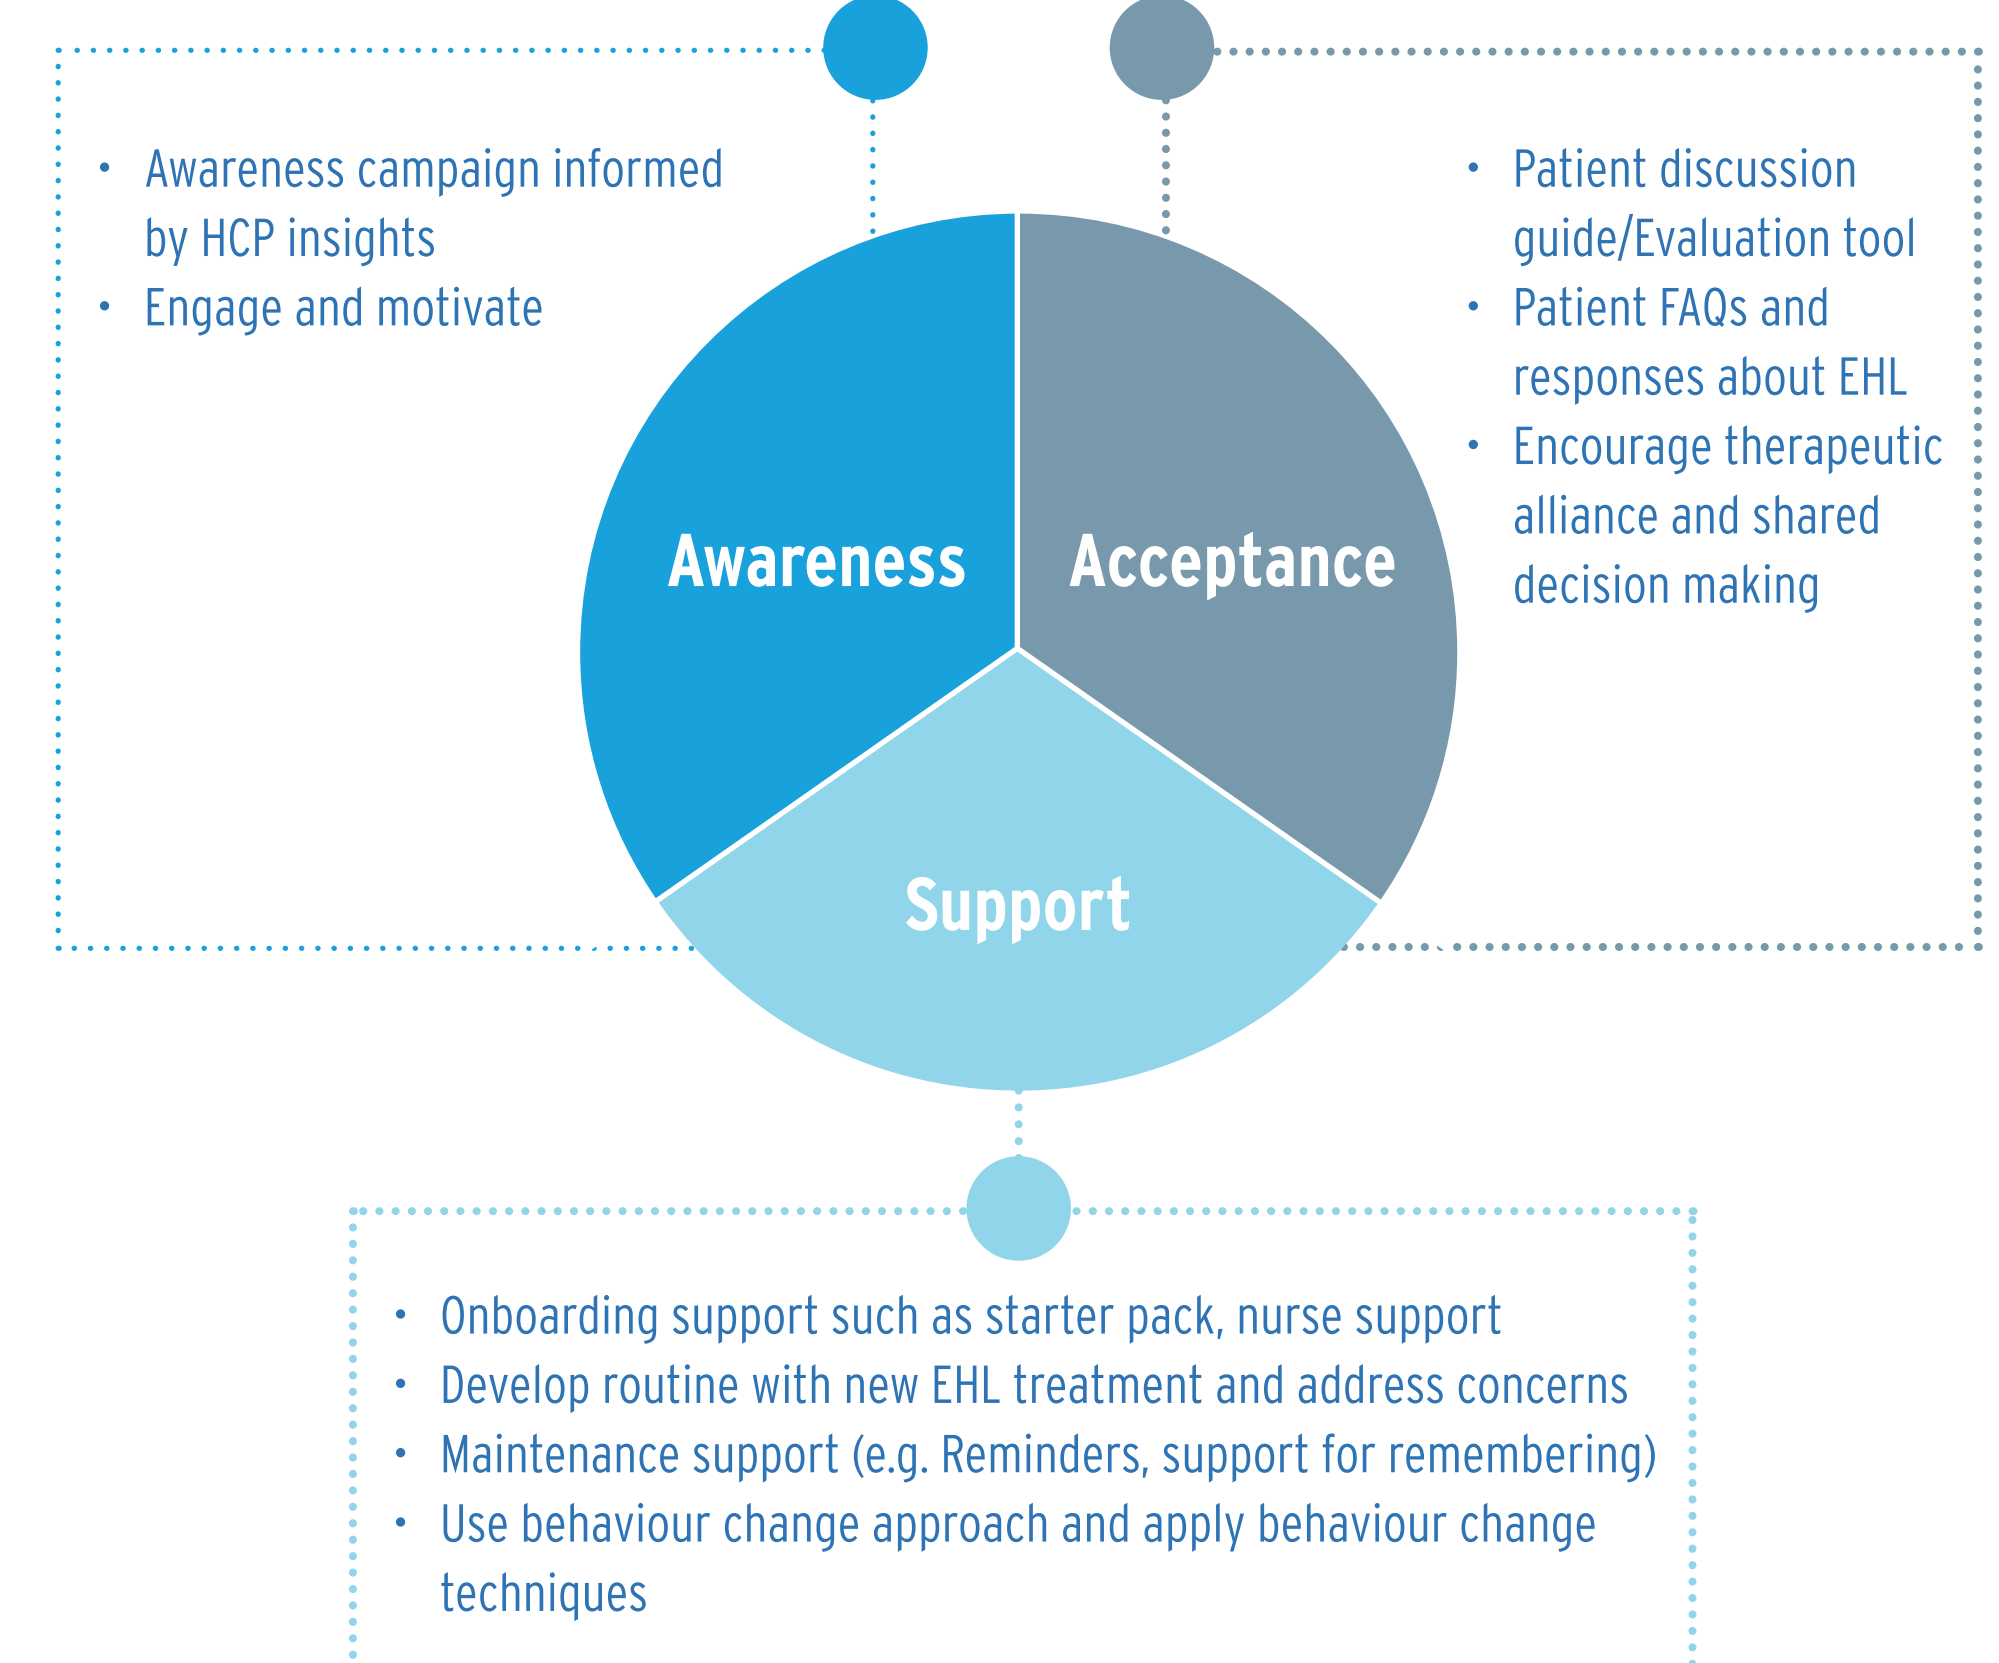 • Awareness campaign informed
by HCP insights
• Engage and motivate
• Patient discussion
guide/Evaluation tool
• Patient FAQs and
responses about EHL
• Encourage therapeutic
alliance and shared
decision making
Awareness
Acceptance
Support
• Onboarding support such as starter pack, nurse support
• Develop routine with new EHL treatment and address concerns
• Maintenance support (e.g. Reminders, support for remembering)
• Use behaviour change approach and apply behaviour change
techniques